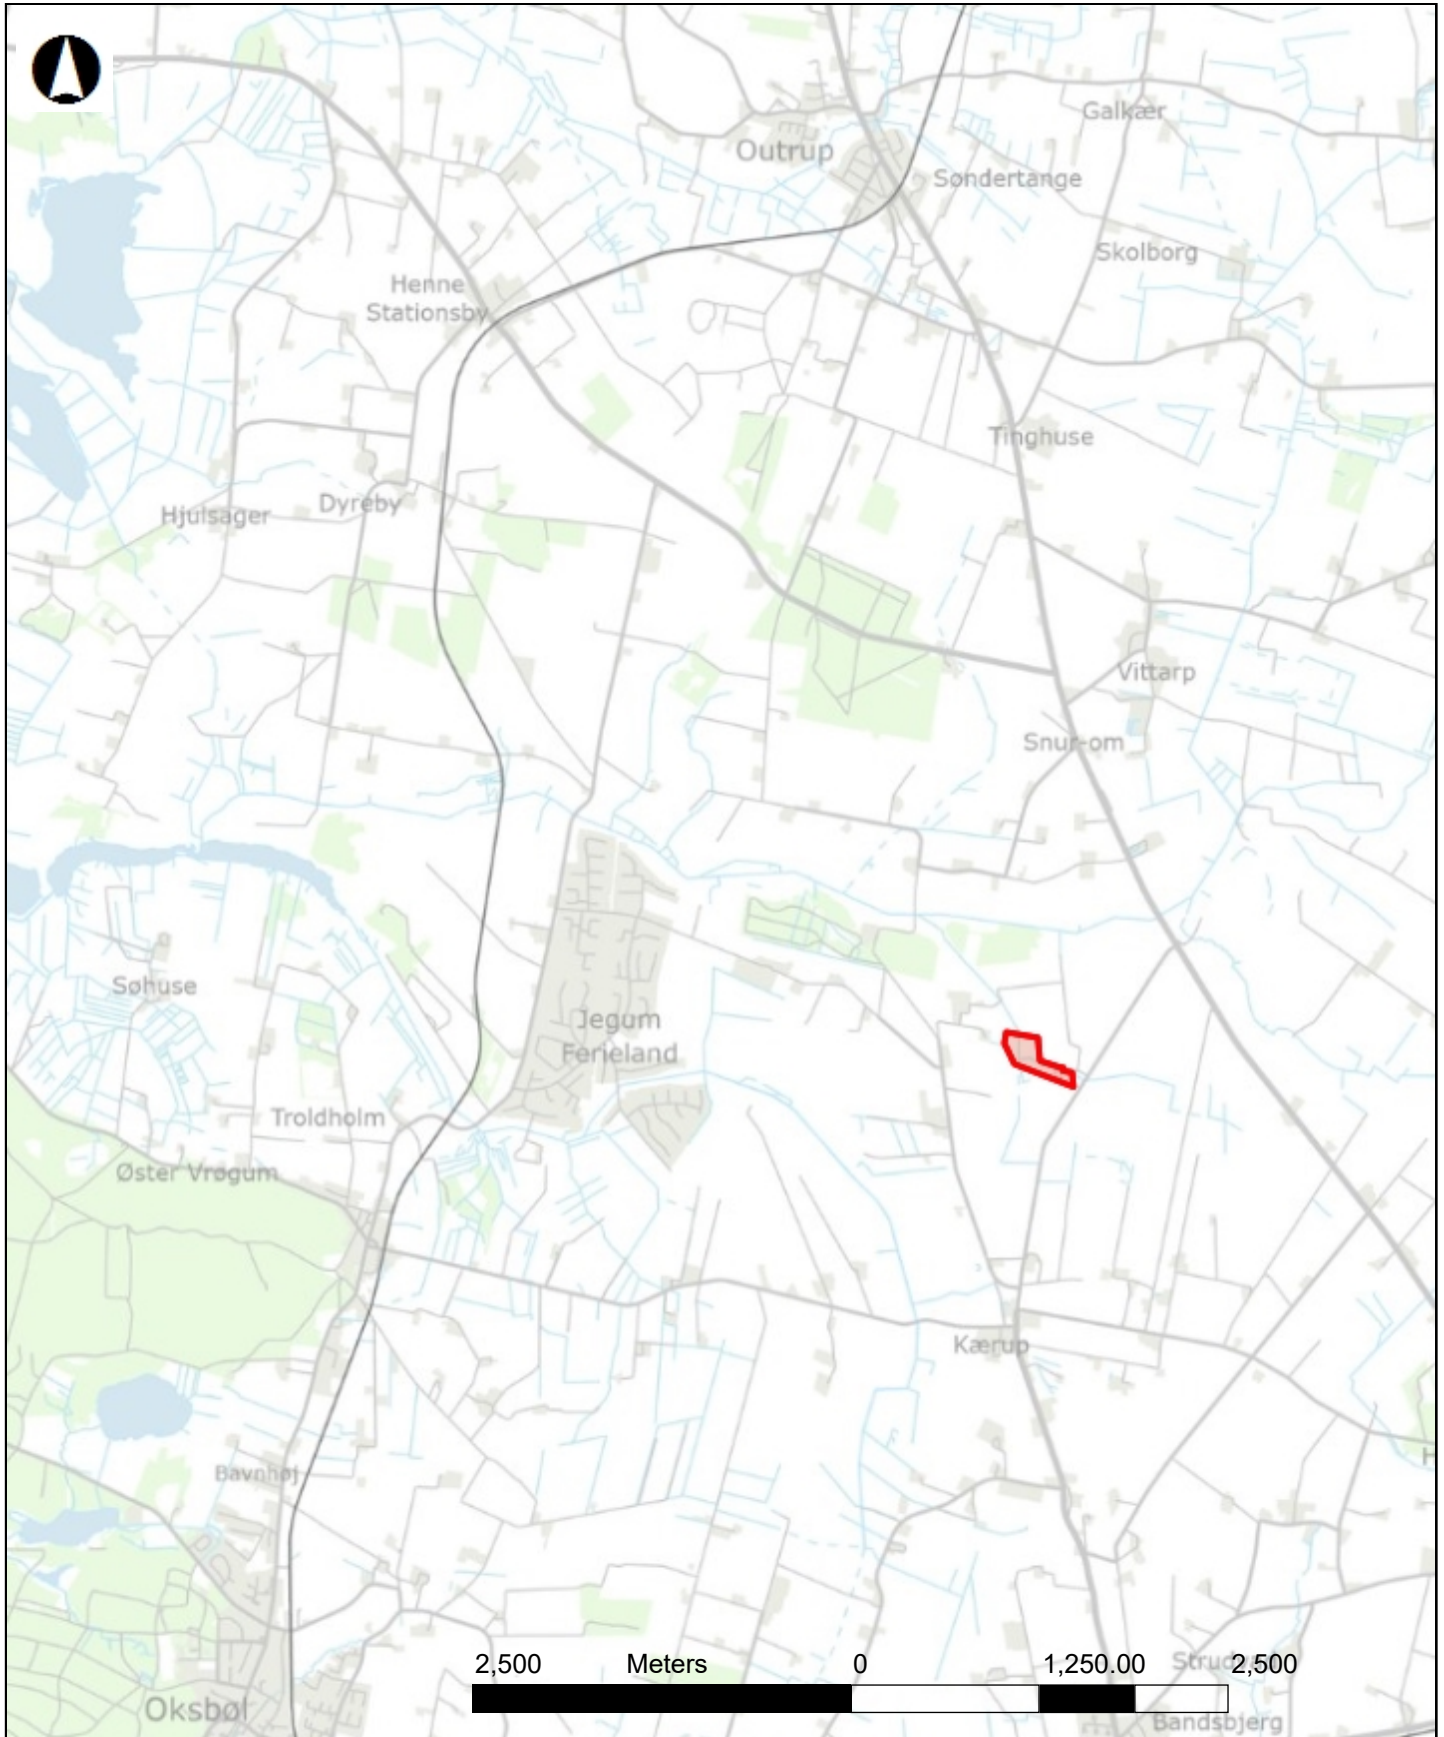 Galkær
Outrup
Søndertange
Skolborg
Henne
Stationsby
Tinghuse
Dyreby
Hjulsager
Vittarp
Snur-om
Søhuse
Jegum
Ferieland
Troldholm
Øster Vrøgum
Kærup
Bavnhøj
2,500 Meters 0 1,250.00 2,500
Oksbøl
Bandsbjerg